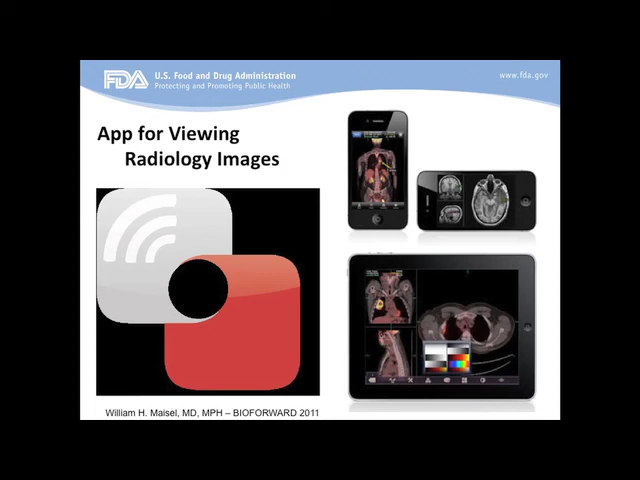 FDA
U.S. Food and Drug Administration
Protecting and Promoting Public Health
www.fda.gov
App for Viewing
Radiology Images
William H. Maisel, MD, MPH – BIOFORWARD 2011